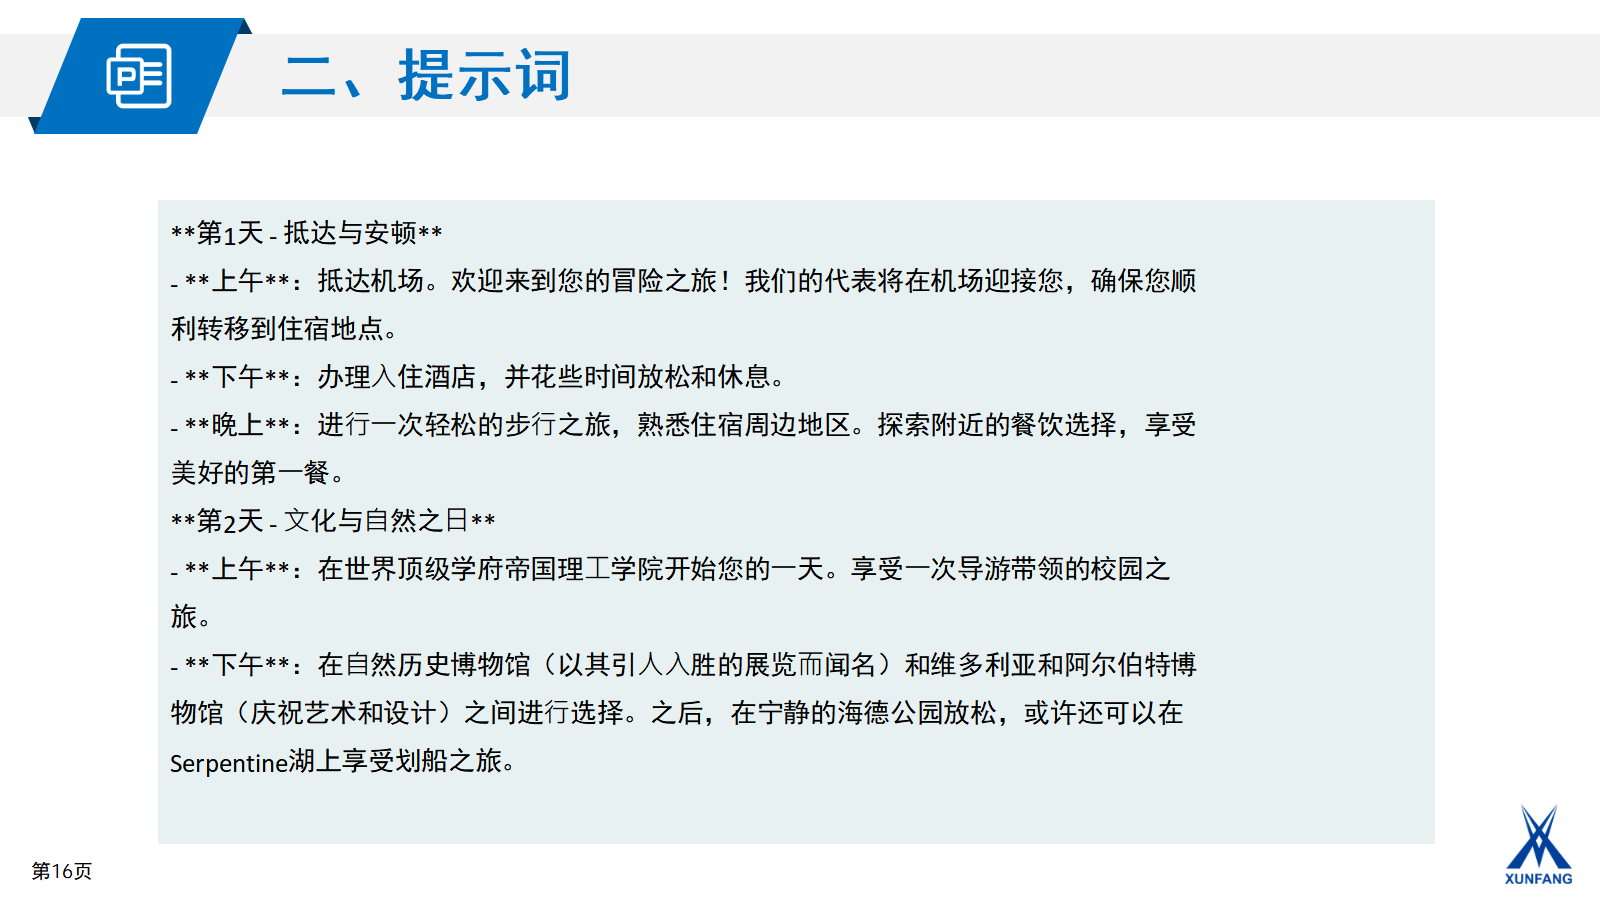 二、提示词
**第1天 - 抵达与安顿**
- **上午**：抵达机场。欢迎来到您的冒险之旅！我们的代表将在机场迎接您，确保您顺
利转移到住宿地点。
- **下午**：办理入住酒店，并花些时间放松和休息。
- **晚上**：进行一次轻松的步行之旅，熟悉住宿周边地区。探索附近的餐饮选择，享受
美好的第一餐。
**第2天 - 文化与自然之日**
- **上午**：在世界顶级学府帝国理工学院开始您的一天。享受一次导游带领的校园之
旅。
- **下午**：在自然历史博物馆（以其引人入胜的展览而闻名）和维多利亚和阿尔伯特博
物馆（庆祝艺术和设计）之间进行选择。之后，在宁静的海德公园放松，或许还可以在
Serpentine湖上享受划船之旅。
第16页
XUNFANG